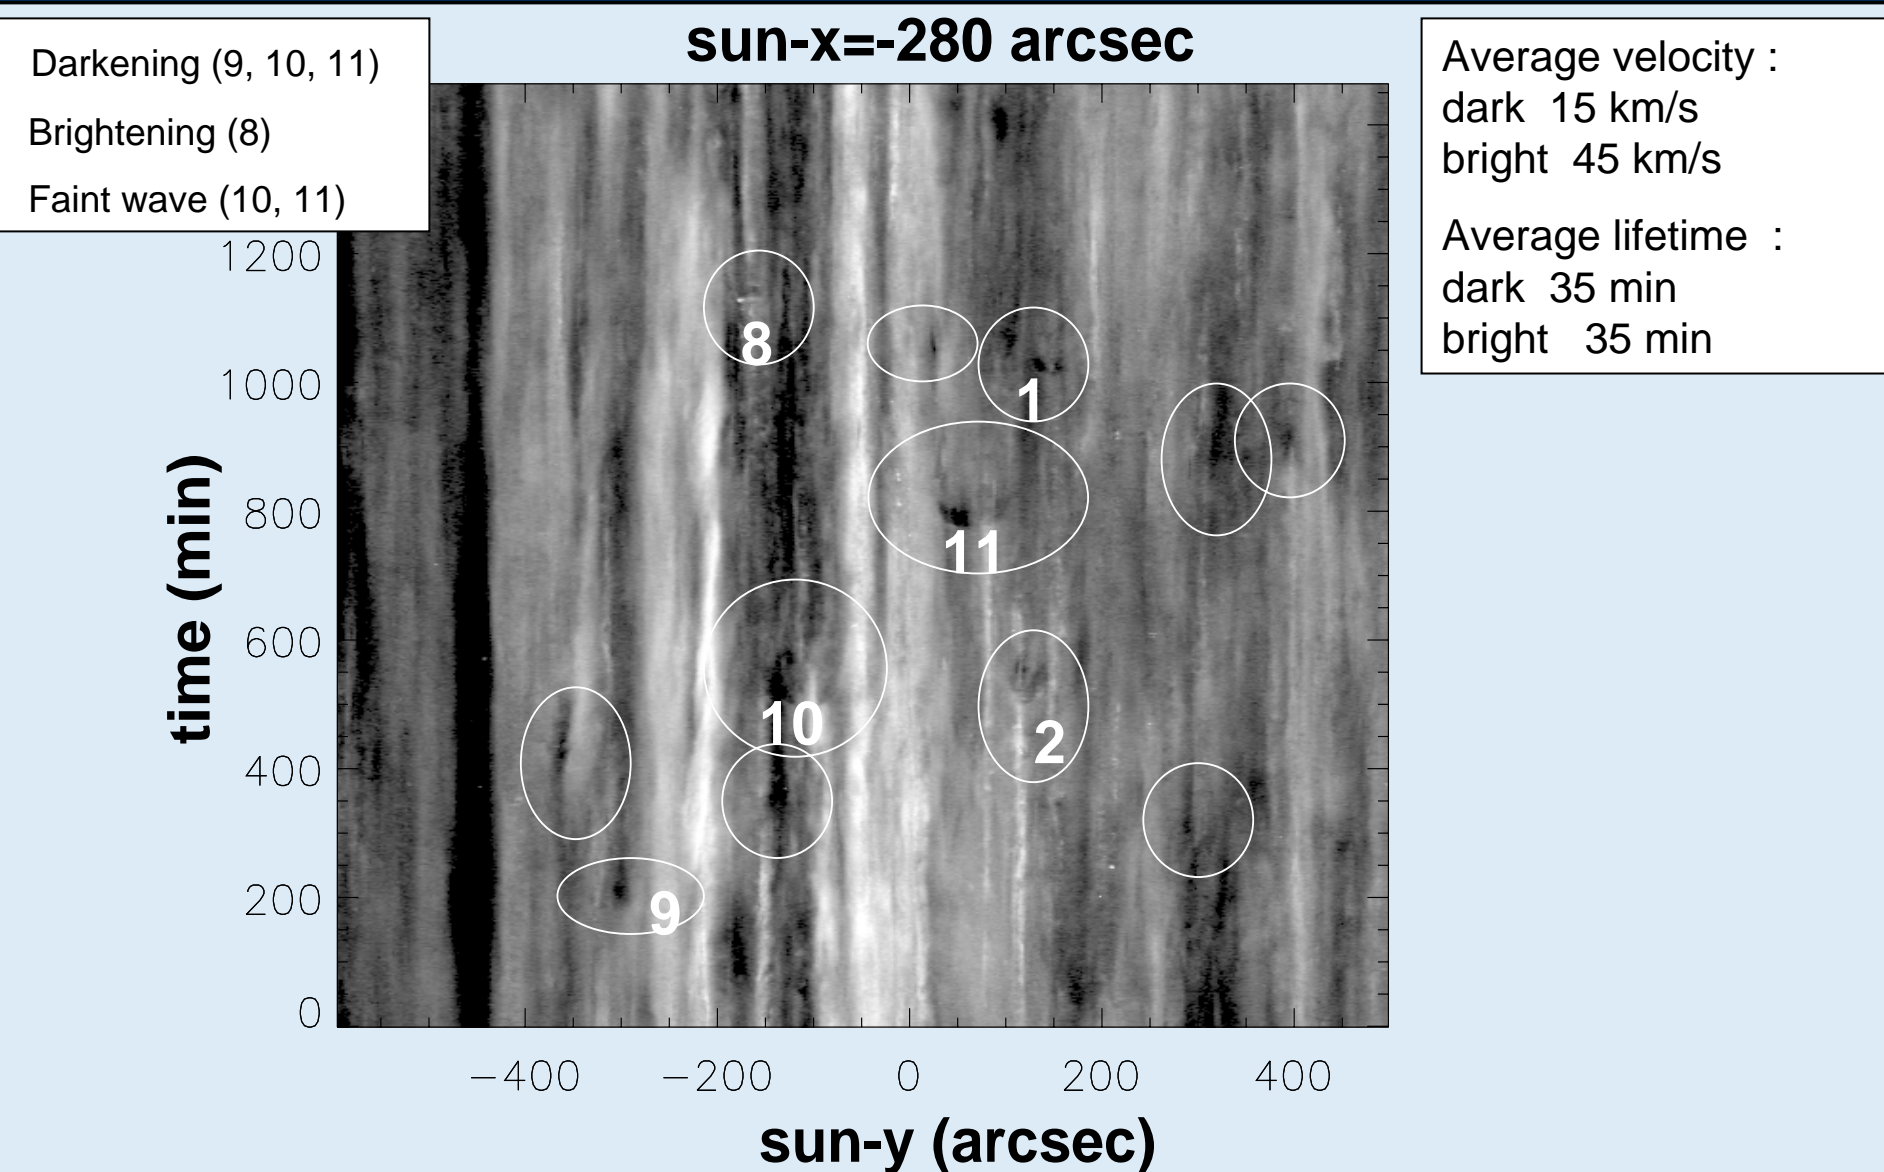 sun-x=-280 arcsec
Darkening (9, 10, 11)
Brightening (8)
Faint wave (10, 11)
Average velocity :
dark 15 km/s
bright 45 km/s
Average lifetime :
dark 35 min
bright 35 min
time (min)
1200
1000
800
600
400
200
0
8
1
11
10
2
9
−400 −200 0 200 400
sun-y (arcsec)